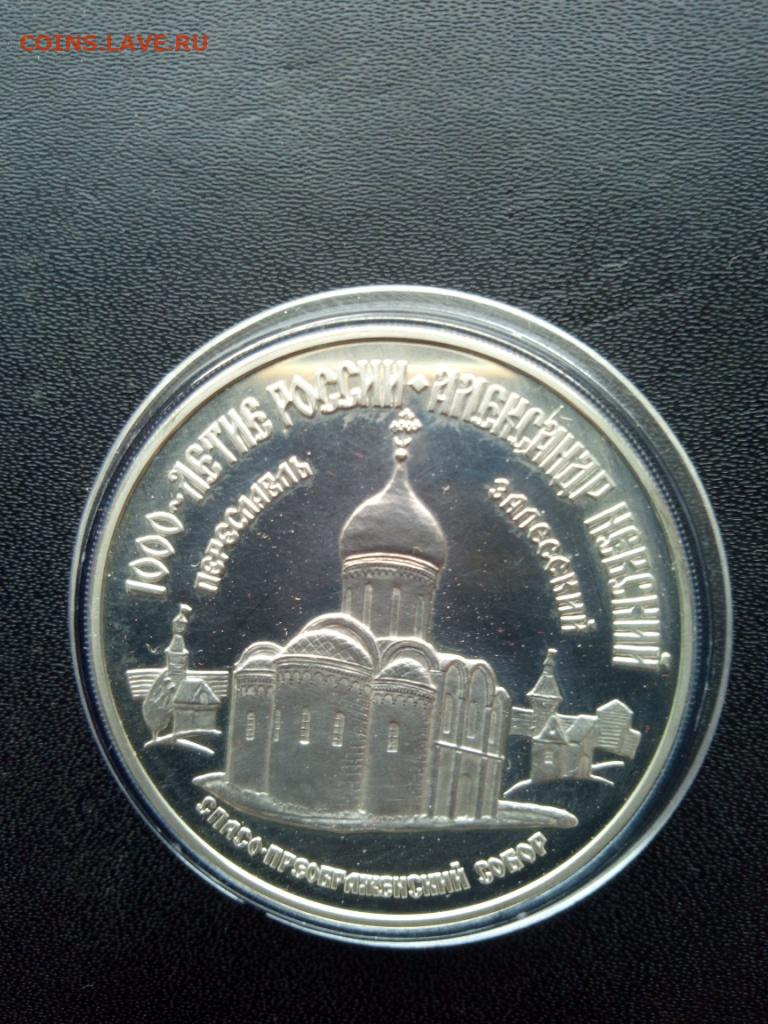 COINS.LAVE.RU
1000-ЛЕТИЕ РОССИИ · АЛЕКСАНДР НЕВСКИЙ
ПЕРЕСЛАВЛЬ
ЗАЛЕССКИЙ
СПАСО-ПРЕОБРАЖЕНСКИЙ СОБОР